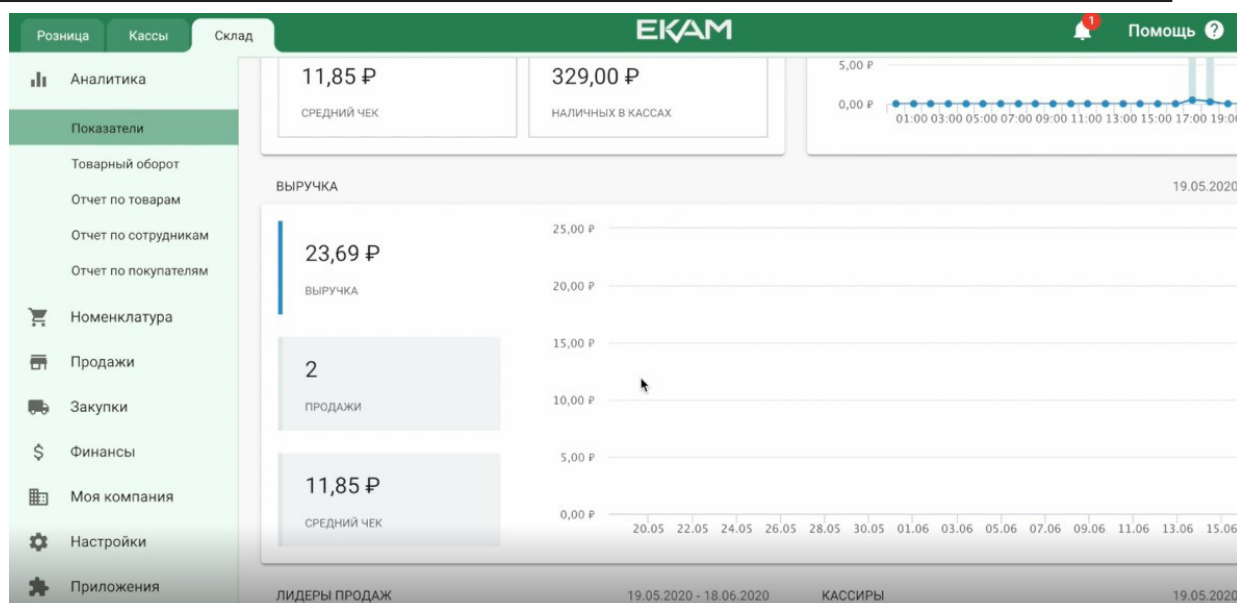 Розница Кассы Склад ЕКАМ 1 Помощь ?
Аналитика
Показатели
Товарный оборот
Отчет по товарам
Отчет по сотрудникам
Отчет по покупателям
Номенклатура
Продажи
Закупки
$ Финансы
Моя компания
Настройки
Приложения
11,85 ₽
СРЕДНИЙ ЧЕК
329,00 ₽
НАЛИЧНЫХ В КАССАХ
5,00 ₽
0,00 ₽
01:00 03:00 05:00 07:00 09:00 11:00 13:00 15:00 17:00 19:00
ВЫРУЧКА 19.05.2020
23,69 ₽
ВЫРУЧКА
2
ПРОДАЖИ
11,85 ₽
СРЕДНИЙ ЧЕК
25,00 ₽
20,00 ₽
15,00 ₽
10,00 ₽
5,00 ₽
0,00 ₽
20.05 22.05 24.05 26.05 28.05 30.05 01.06 03.06 05.06 07.06 09.06 11.06 13.06 15.06
ЛИДЕРЫ ПРОДАЖ 19.05.2020 - 18.06.2020
КАССИРЫ 19.05.2020